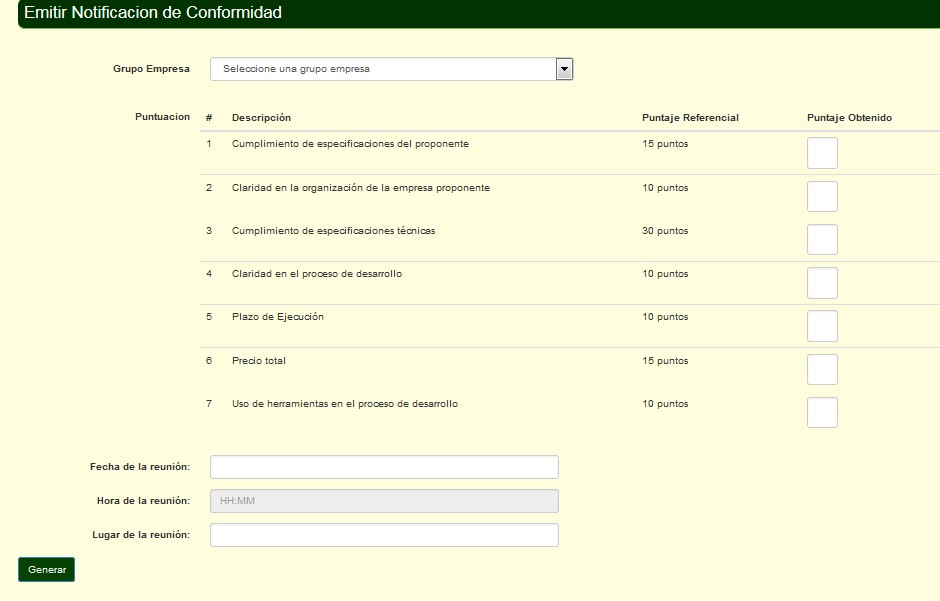 Emitir Notificacion de Conformidad
Grupo Empresa Seleccione una grupo empresa
Puntuacion # Descripción Puntaje Referencial Puntaje Obtenido
1 Cumplimiento de especificaciones del proponente 15 puntos
2 Claridad en la organización de la empresa proponente 10 puntos
3 Cumplimiento de especificaciones técnicas 30 puntos
4 Claridad en el proceso de desarrollo 10 puntos
5 Plazo de Ejecución 10 puntos
6 Precio total 15 puntos
7 Uso de herramientas en el proceso de desarrollo 10 puntos
Fecha de la reunión:
Hora de la reunión: HH:MM
Lugar de la reunión:
Generar